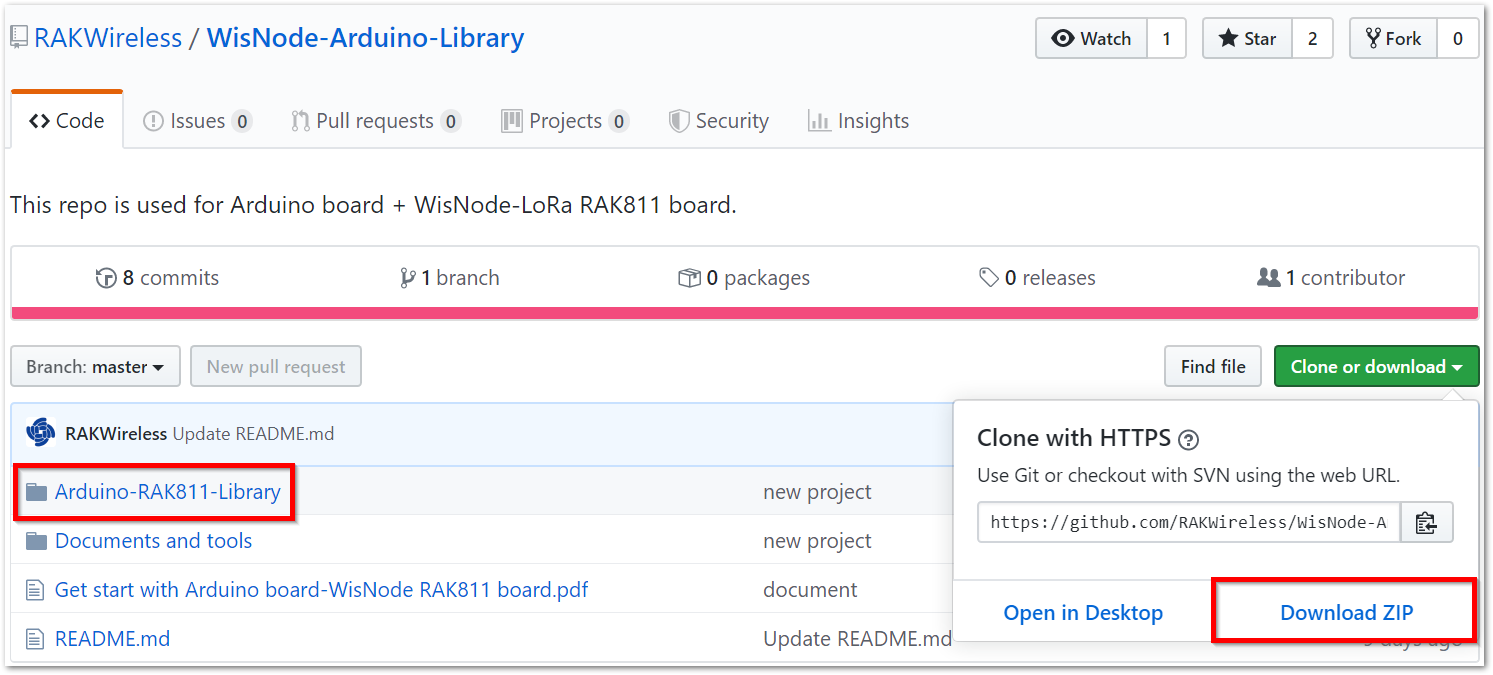 RAKWireless / WisNode-Arduino-Library
Watch 1 Star 2 Fork 0
Code Issues 0 Pull requests 0 Projects 0 Security Insights
This repo is used for Arduino board + WisNode-LoRa RAK811 board.
8 commits 1 branch 0 packages 0 releases 1 contributor
Branch: master New pull request Find file Clone or download
RAKWireless Update README.md
Arduino-RAK811-Library new project
Documents and tools new project
Get start with Arduino board-WisNode RAK811 board.pdf document
README.md Update README.md 9 days ago
Clone with HTTPS
Use Git or checkout with SVN using the web URL.
https://github.com/RAKWireless/WisNode-A
Open in Desktop Download ZIP